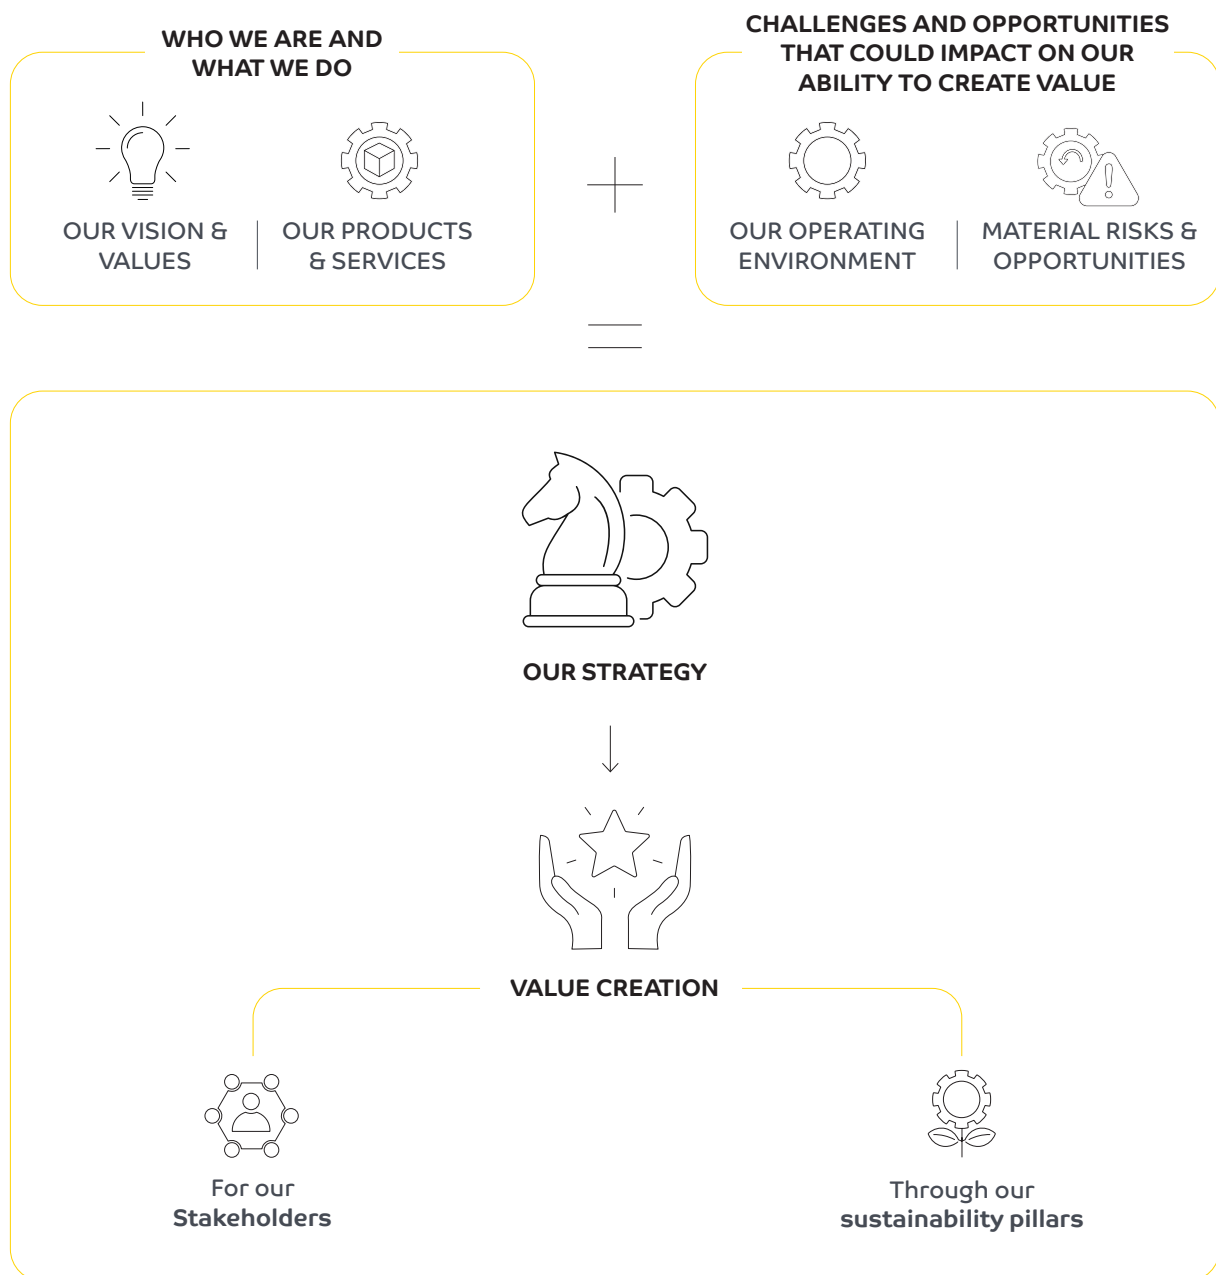 WHO WE ARE AND
WHAT WE DO
OUR VISION &
VALUES
OUR PRODUCTS
& SERVICES
CHALLENGES AND OPPORTUNITIES
THAT COULD IMPACT ON OUR
ABILITY TO CREATE VALUE
OUR OPERATING
ENVIRONMENT
MATERIAL RISKS &
OPPORTUNITIES
OUR STRATEGY
VALUE CREATION
For our
Stakeholders
Through our
sustainability pillars